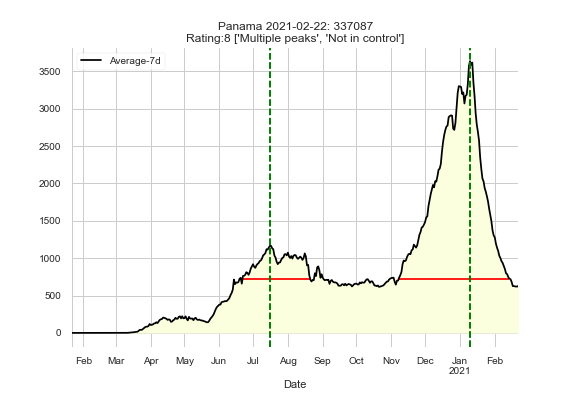 Panama 2021-02-22: 337087
Rating:8 ['Multiple peaks', 'Not in control']
Average-7d
3500
3000
2500
2000
1500
1000
500
0
Feb Mar Apr May Jun Jul Aug Sep Oct Nov Dec Jan Feb
2021
Date